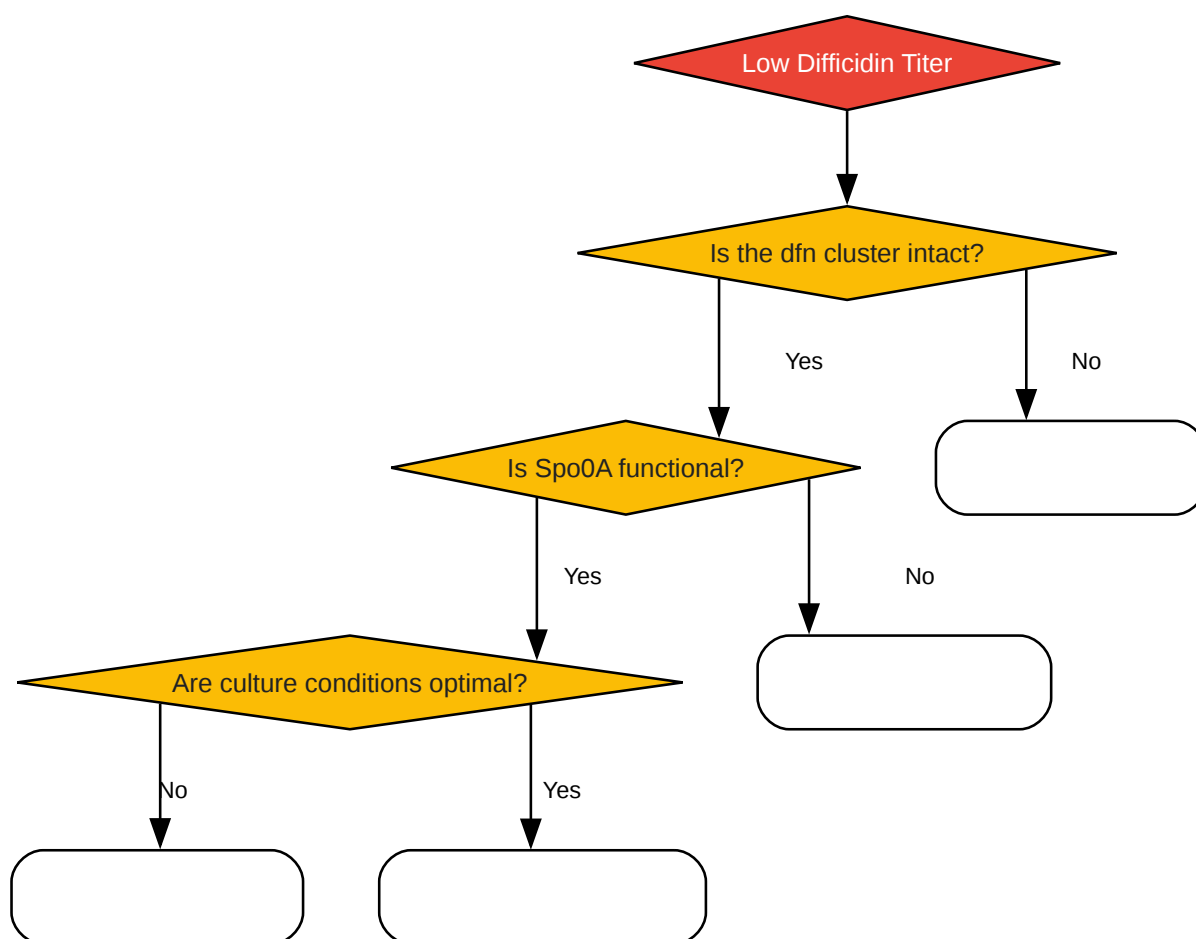 Low Difficidin Titer
Is the dfn cluster intact?
Yes
No
Is Spo0A functional?
Yes
No
Are culture conditions optimal?
No
Yes